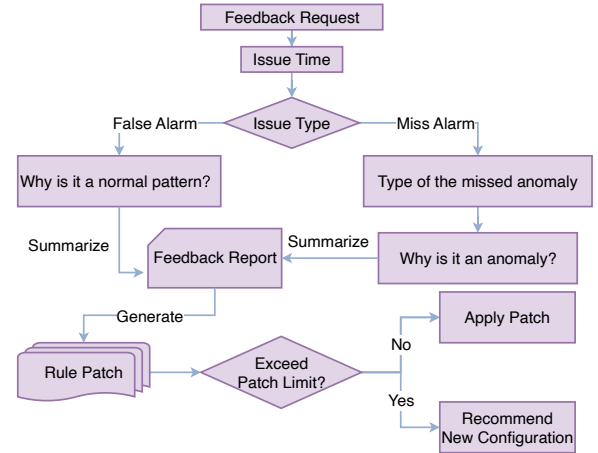 Feedback Request
Issue Time
False Alarm
Issue Type
Miss Alarm
Why is it a normal pattern?
Type of the missed anomaly
Summarize
Feedback Report
Summarize
Why is it an anomaly?
Generate
Apply Patch
Rule Patch
Exceed
Patch Limit?
No
Yes
Recommend
New Configuration